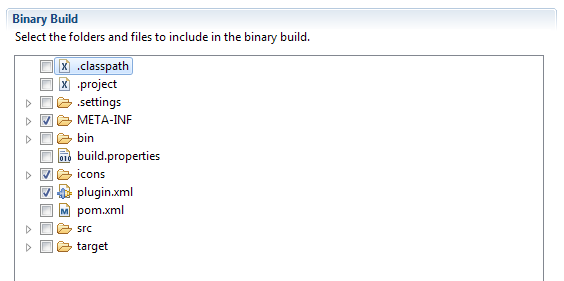 Binary Build
Select the folders and files to include in the binary build.
.classpath
.project
.settings
META-INF
bin
build.properties
icons
plugin.xml
pom.xml
src
target